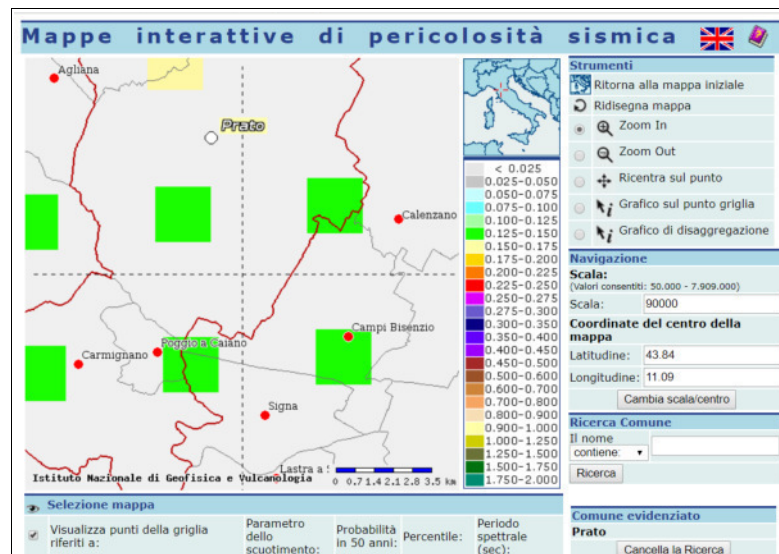 Mappe interattive di pericolosità sismica
Agliana
Prato
Calenzano
Campi Bisenzio
Poggio a Caiano
Carmignano
Signa
Lastra a S
Istituto Nazionale di Geofisica e Vulcanologia
0 0.7 1.4 2.1 2.8 3.5 km
< 0.025
0.025-0.050
0.050-0.075
0.075-0.100
0.100-0.125
0.125-0.150
0.150-0.175
0.175-0.200
0.200-0.225
0.225-0.250
0.250-0.275
0.275-0.300
0.300-0.350
0.350-0.400
0.400-0.450
0.450-0.500
0.500-0.600
0.600-0.700
0.700-0.800
0.800-0.900
0.900-1.000
1.000-1.250
1.250-1.500
1.500-1.750
1.750-2.000
Strumenti
Ritorna alla mappa iniziale
Ridisegna mappa
Zoom In
Zoom Out
Ricentra sul punto
Grafico sul punto griglia
Grafico di disaggregazione
Navigazione
Scala:
(Valori consentiti: 50.000 - 7.909.000)
Scala: 90000
Coordinate del centro della
mappa
Latitudine: 43.84
Longitudine: 11.09
Cambia scala/centro
Ricerca Comune
Il nome
contiene:
Ricerca
Selezione mappa
Visualizza punti della griglia
riferiti a:
Parametro
dello
scuotimento:
Probabilità
in 50 anni:
Percentile:
Periodo
spettrale
(sec):
Comune evidenziato
Prato
Cancella la Ricerca